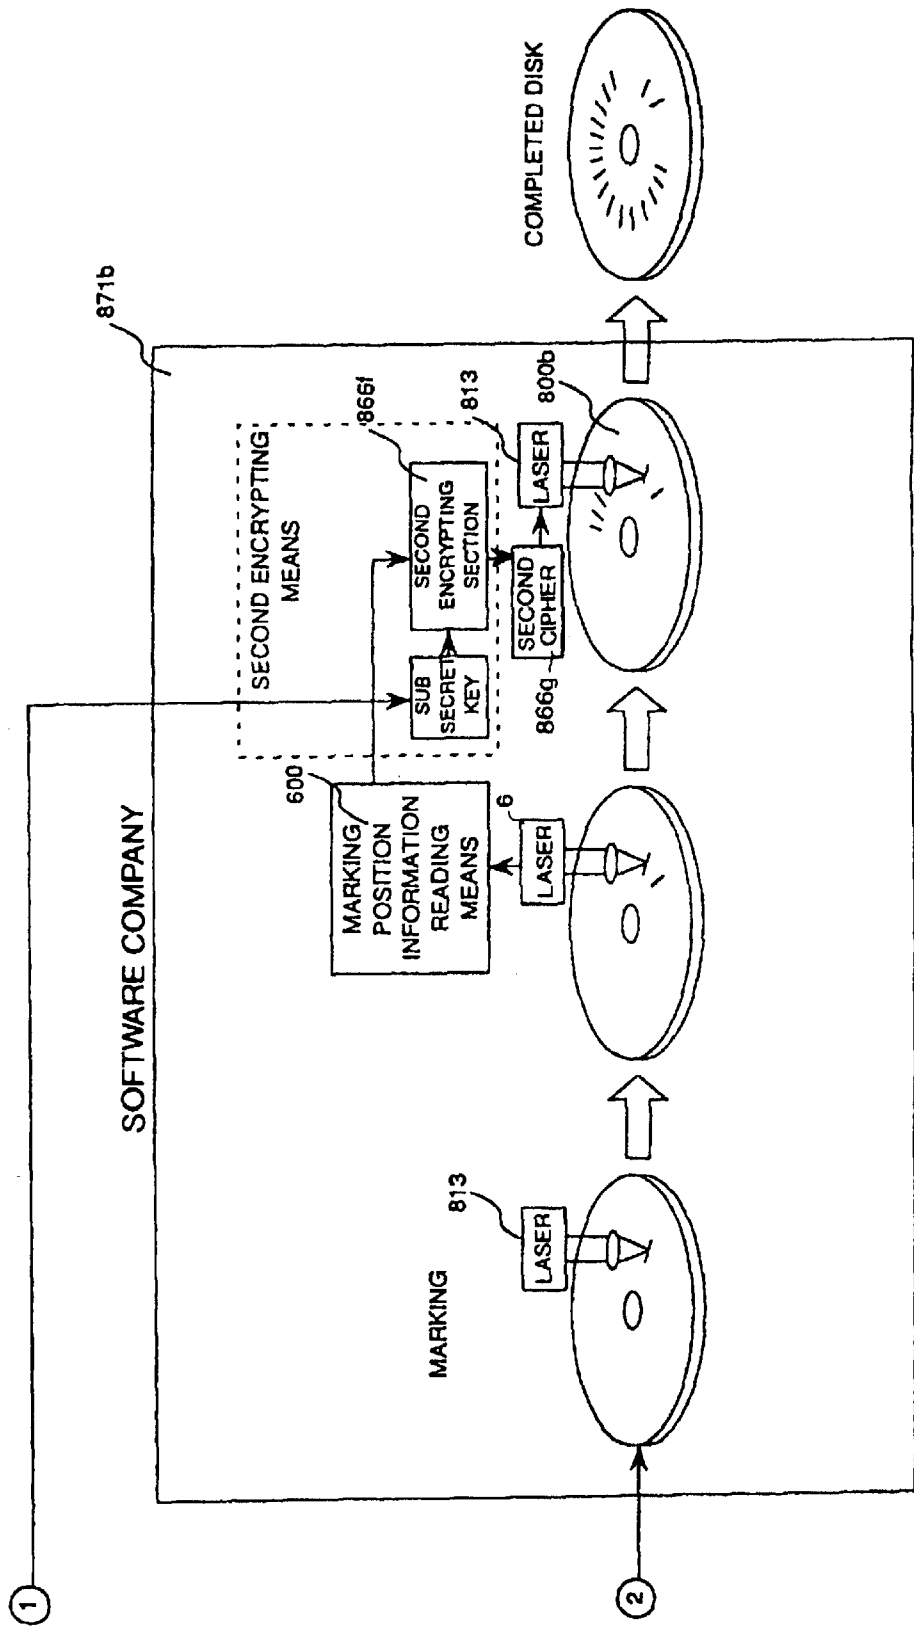 1
SOFTWARE COMPANY
871b
SECOND ENCRYPTING
MEANS
866f
SUB
SECRET
KEY
SECOND
ENCRYPTING
SECTION
600
MARKING
POSITION
INFORMATION
READING
MEANS
MARKING
813
LASER
6
LASER
SECOND
CIPHER
866g
813
LASER
800b
COMPLETED DISK
2